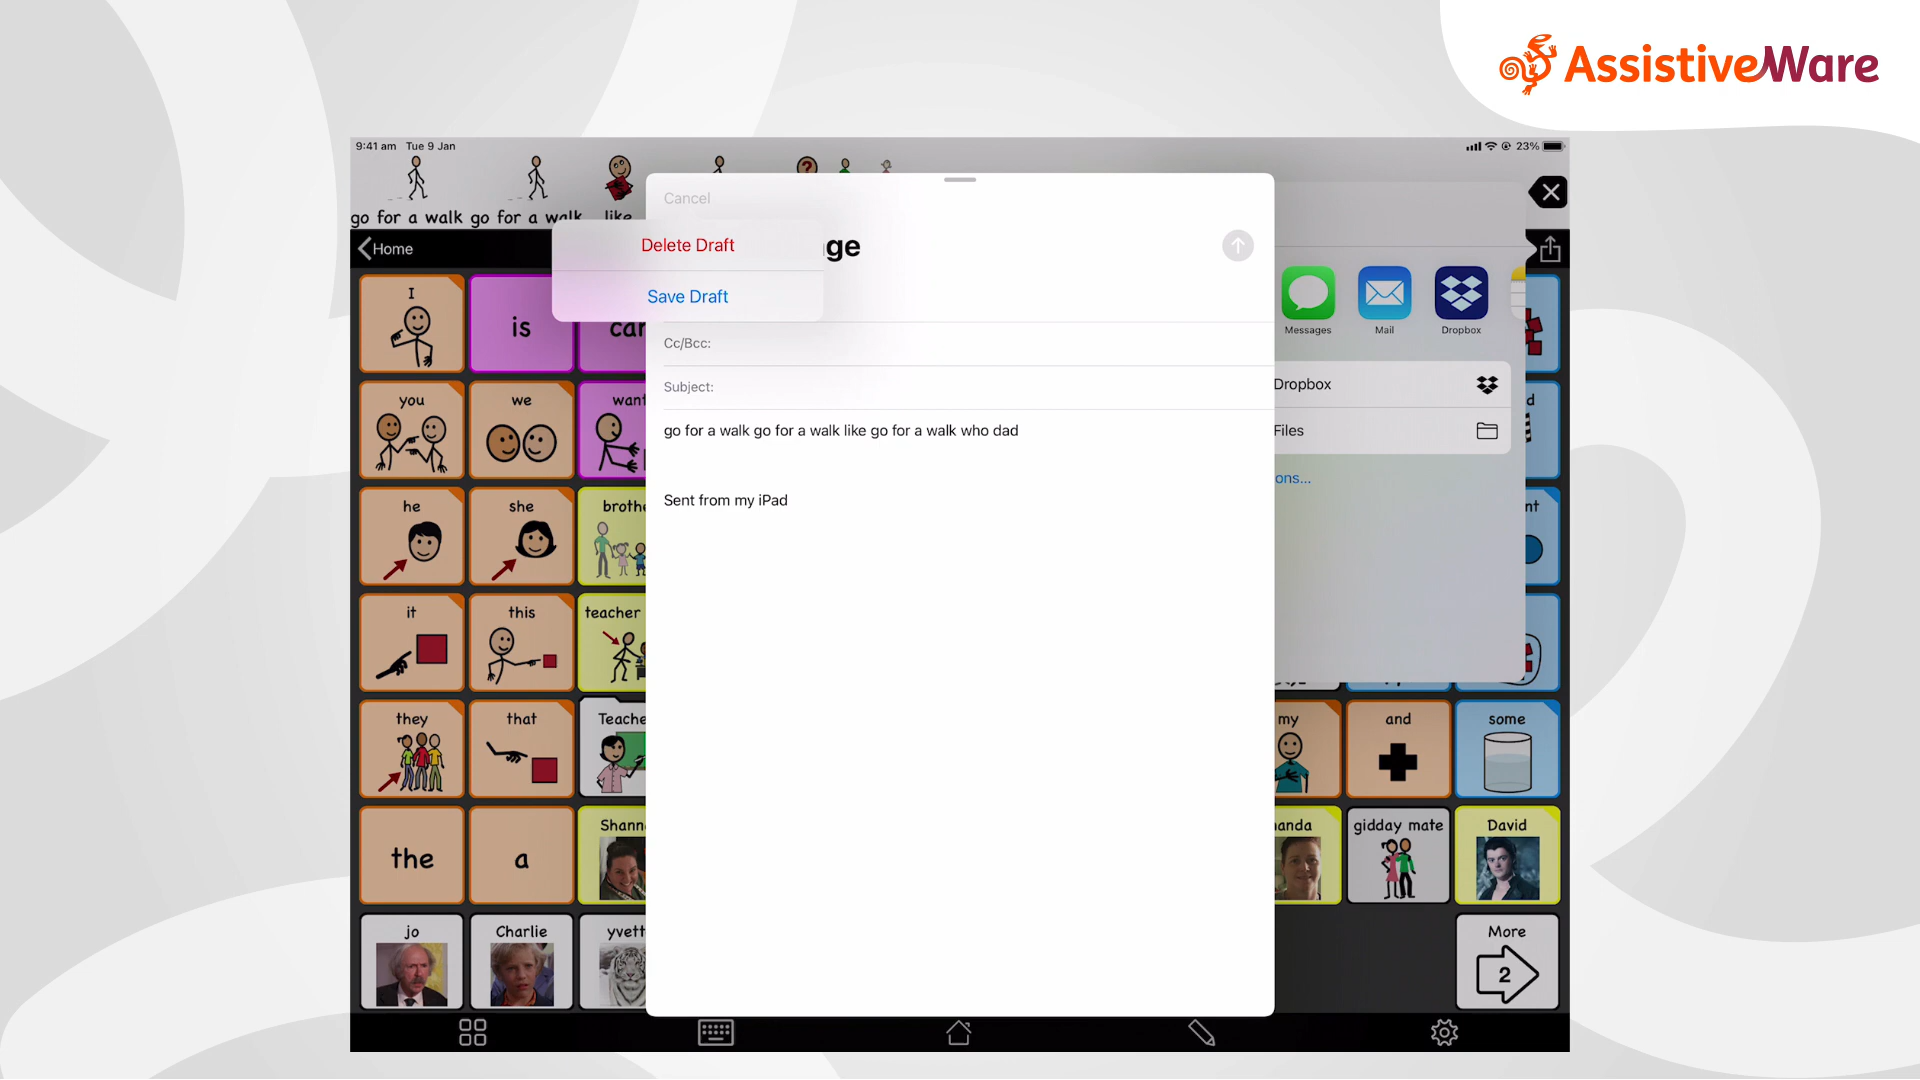 AssistiveWare
9:41 am Tue 9 Jan
23%
go for a walk go for a walk like
Cancel
Home
Delete Draft
ge
Save Draft
Messages
Mail
Dropbox
Cc/Bcc:
Subject:
Dropbox
go for a walk go for a walk like go for a walk who dad
Files
ons...
Sent from my iPad
I
is
car
you
we
want
d
he
she
brothe
nt
it
this
teacher
they
that
Teache
my
and
some
the
a
Shann
anda
gidday mate
David
jo
Charlie
yvett
More
2